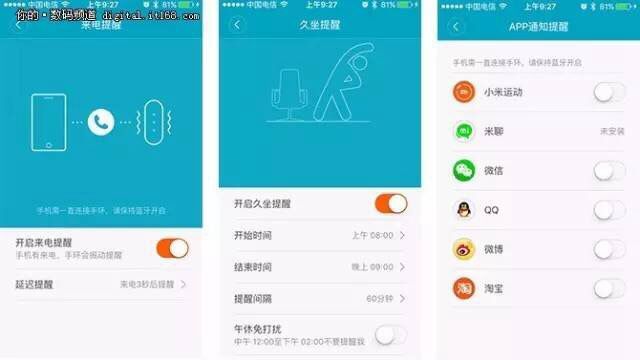 中国电信 上午9:27 81%
你的·数码频道 digital.it168.com
来电提醒
手机需一直连接手环，请保持蓝牙开启
开启来电提醒
手机有来电，手环会振动提醒
延迟提醒 来电3秒后提醒
中国电信 上午9:27 81%
久坐提醒
开启久坐提醒
开始时间 上午 08:00
结束时间 晚上 09:00
提醒间隔 60分钟
午休免打扰
中午 12:00至下午 02:00不要提醒我
中国电信 上午9:27 81%
APP通知提醒
手机需一直连接手环，请保持蓝牙开启
小米运动
mi
米聊 未安装
微信
QQ
微博
淘 淘宝